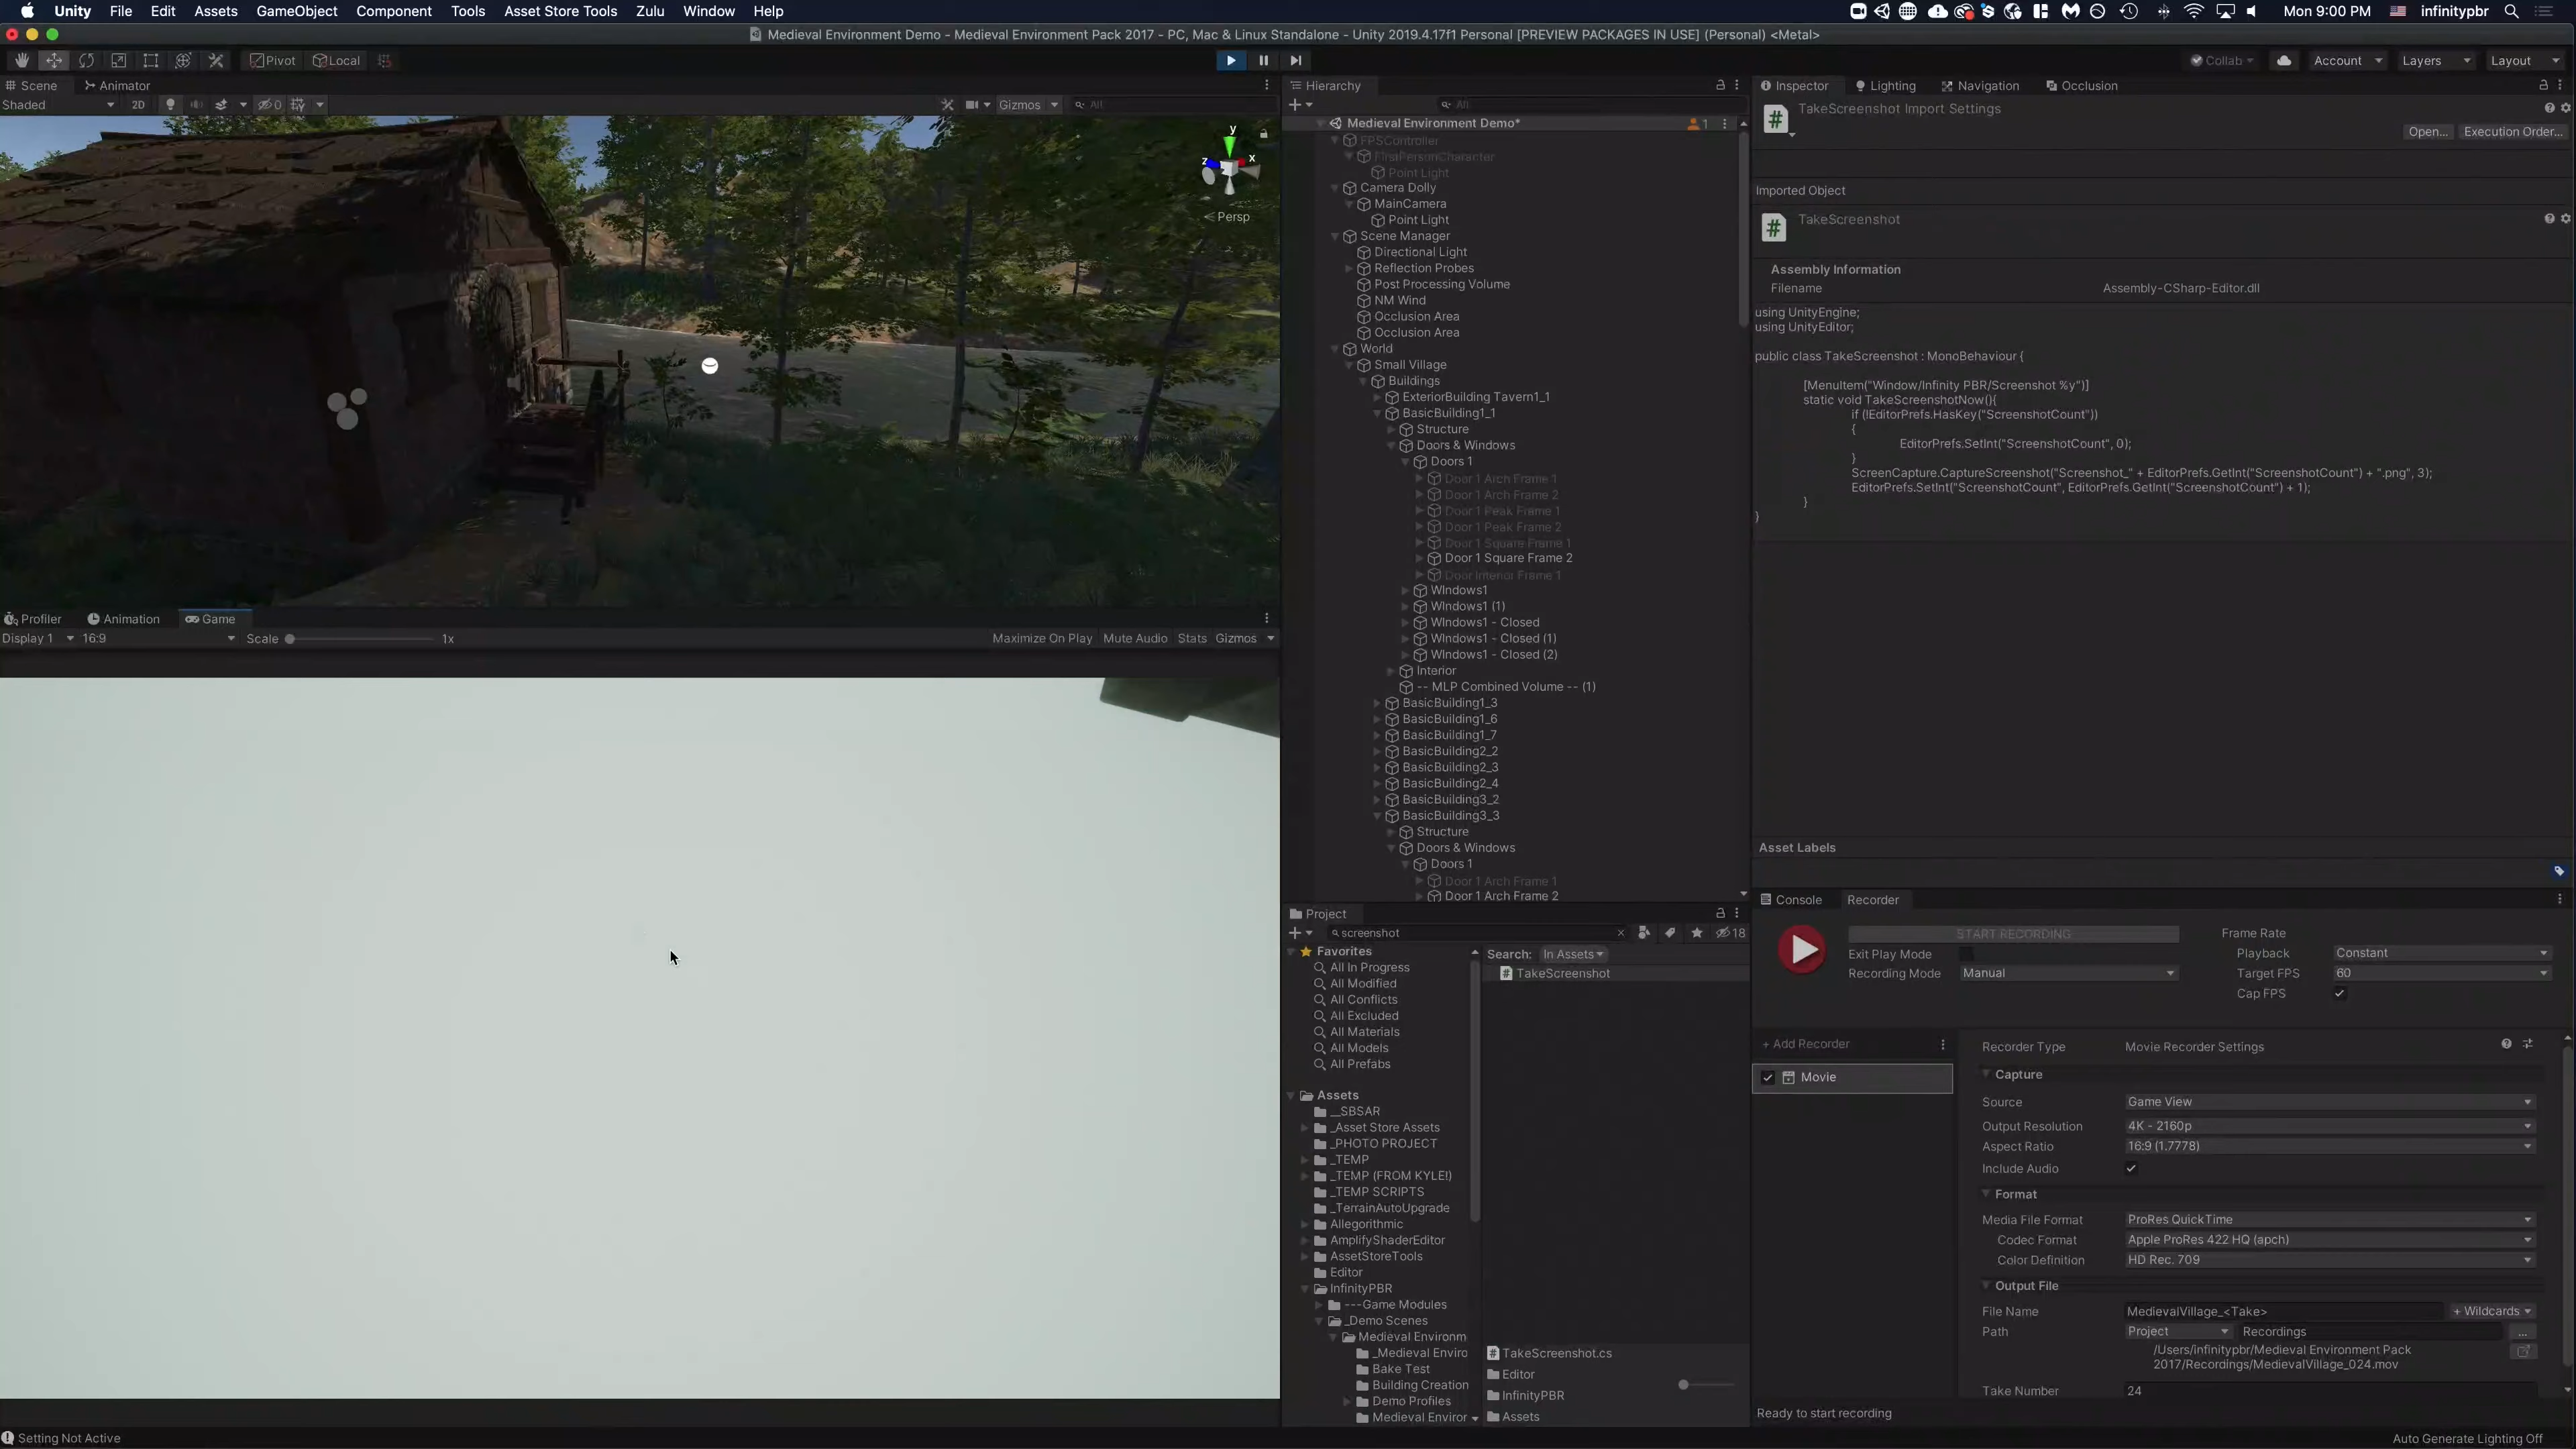 Unity File Edit Assets GameObject Component Tools Asset Store Tools Zulu Window Help
Mon 9:00 PM infinitypbr
Medieval Environment Demo - Medieval Environment Pack 2017 - PC, Mac & Linux Standalone - Unity 2019.4.17f1 Personal [PREVIEW PACKAGES IN USE] (Personal) <Metal>
Pivot Local
Collab Account Layers Layout
Scene Animator
Shaded 2D 0 Gizmos All
y
x
z
Persp
Profiler Animation Game
Display 1 16:9 Scale 1x Maximize On Play Mute Audio Stats Gizmos
Hierarchy
All
Medieval Environment Demo* 1
FPSController
FirstPersonCharacter
Point Light
Camera Dolly
MainCamera
Point Light
Scene Manager
Directional Light
Reflection Probes
Post Processing Volume
NM Wind
Occlusion Area
Occlusion Area
World
Small Village
Buildings
ExteriorBuilding Tavern1_1
BasicBuilding1_1
Structure
Doors & Windows
Doors 1
Door 1 Arch Frame 1
Door 1 Arch Frame 2
Door 1 Peak Frame 1
Door 1 Peak Frame 2
Door 1 Square Frame 1
Door 1 Square Frame 2
Door Interior Frame 1
WIndows1
WIndows1 (1)
WIndows1 - Closed
WIndows1 - Closed (1)
WIndows1 - Closed (2)
Interior
-- MLP Combined Volume -- (1)
BasicBuilding1_3
BasicBuilding1_6
BasicBuilding1_7
BasicBuilding2_2
BasicBuilding2_3
BasicBuilding2_4
BasicBuilding3_2
BasicBuilding3_3
Structure
Doors & Windows
Doors 1
Door 1 Arch Frame 1
Door 1 Arch Frame 2
Project
screenshot 18
Favorites
All In Progress
All Modified
All Conflicts
All Excluded
All Materials
All Models
All Prefabs
Assets
__SBSAR
_Asset Store Assets
_PHOTO PROJECT
_TEMP
_TEMP (FROM KYLE!)
_TEMP SCRIPTS
_TerrainAutoUpgrade
Allegorithmic
AmplifyShaderEditor
AssetStoreTools
Editor
InfinityPBR
---Game Modules
_Demo Scenes
Medieval Environm
_Medieval Enviro
Bake Test
Building Creation
Demo Profiles
Medieval Enviror
Search: In Assets
TakeScreenshot
TakeScreenshot.cs
Editor
InfinityPBR
Assets
Inspector Lighting Navigation Occlusion
TakeScreenshot Import Settings
Open... Execution Order...
Imported Object
TakeScreenshot
Assembly Information
Filename Assembly-CSharp-Editor.dll
using UnityEngine;
using UnityEditor;
public class TakeScreenshot : MonoBehaviour {
[MenuItem("Window/Infinity PBR/Screenshot %y")]
static void TakeScreenshotNow(){
if (!EditorPrefs.HasKey("ScreenshotCount"))
{
EditorPrefs.SetInt("ScreenshotCount", 0);
}
ScreenCapture.CaptureScreenshot("Screenshot_" + EditorPrefs.GetInt("ScreenshotCount") + ".png", 3);
EditorPrefs.SetInt("ScreenshotCount", EditorPrefs.GetInt("ScreenshotCount") + 1);
}
}
Asset Labels
Console Recorder
START RECORDING
Exit Play Mode
Recording Mode Manual
Frame Rate
Playback Constant
Target FPS 60
Cap FPS
+ Add Recorder
Movie
Recorder Type Movie Recorder Settings
Capture
Source Game View
Output Resolution 4K - 2160p
Aspect Ratio 16:9 (1.7778)
Include Audio
Format
Media File Format ProRes QuickTime
Codec Format Apple ProRes 422 HQ (apch)
Color Definition HD Rec. 709
Output File
File Name MedievalVillage_<Take> + Wildcards
Path Project Recordings ...
/Users/infinitypbr/Medieval Environment Pack
2017/Recordings/MedievalVillage_024.mov
Take Number 24
Ready to start recording
Setting Not Active
Auto Generate Lighting Off